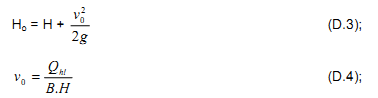 H₀ = H + v₀²/2g (D.3);
v₀ = Q_hl/B.H (D.4);